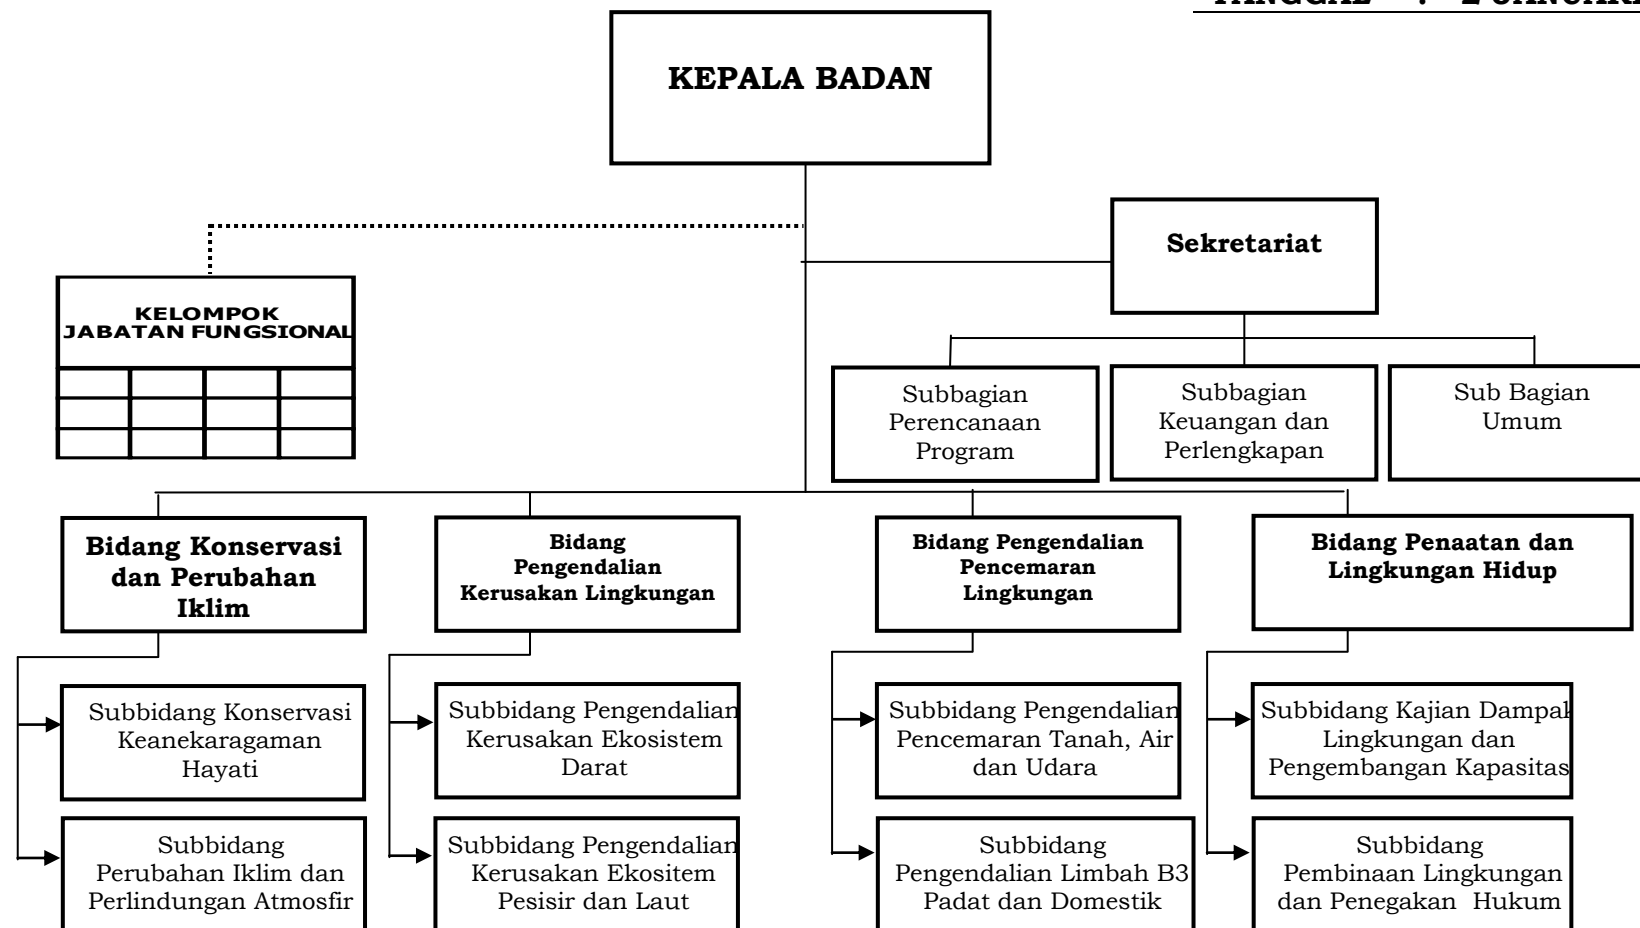 TANGGAL : 2 JANUARI
KEPALA BADAN
Sekretariat
KELOMPOK
JABATAN FUNGSIONAL
Subbagian
Perencanaan
Program
Subbagian
Keuangan dan
Perlengkapan
Sub Bagian
Umum
Bidang Konservasi
dan Perubahan
Iklim
Bidang
Pengendalian
Kerusakan Lingkungan
Bidang Pengendalian
Pencemaran
Lingkungan
Bidang Penaatan dan
Lingkungan Hidup
Subbidang Konservasi
Keanekaragaman
Hayati
Subbidang Pengendalian
Kerusakan Ekosistem
Darat
Subbidang Pengendalian
Pencemaran Tanah, Air
dan Udara
Subbidang Kajian Dampak
Lingkungan dan
Pengembangan Kapasitas
Subbidang
Perubahan Iklim dan
Perlindungan Atmosfir
Subbidang Pengendalian
Kerusakan Ekositem
Pesisir dan Laut
Subbidang
Pengendalian Limbah B3
Padat dan Domestik
Subbidang
Pembinaan Lingkungan
dan Penegakan Hukum